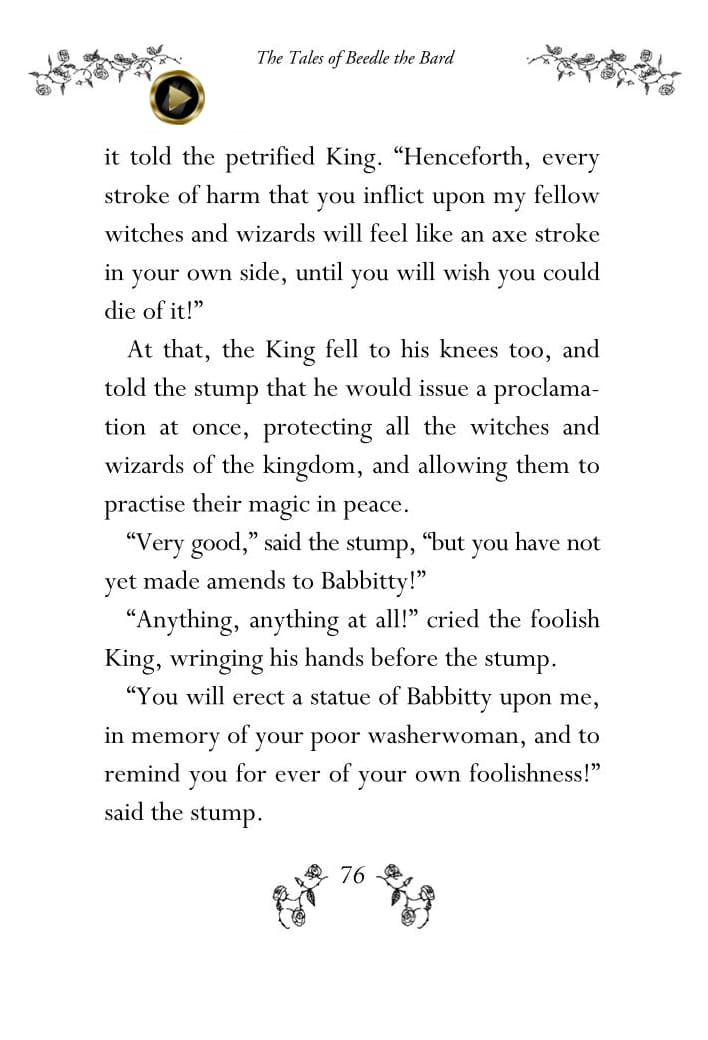 The Tales of Beedle the Bard
it told the petrified King. “Henceforth, every
stroke of harm that you inflict upon my fellow
witches and wizards will feel like an axe stroke
in your own side, until you will wish you could
die of it!”
At that, the King fell to his knees too, and
told the stump that he would issue a proclama-
tion at once, protecting all the witches and
wizards of the kingdom, and allowing them to
practise their magic in peace.
“Very good,” said the stump, “but you have not
yet made amends to Babbitty!”
“Anything, anything at all!” cried the foolish
King, wringing his hands before the stump.
“You will erect a statue of Babbitty upon me,
in memory of your poor washerwoman, and to
remind you for ever of your own foolishness!”
said the stump.
76